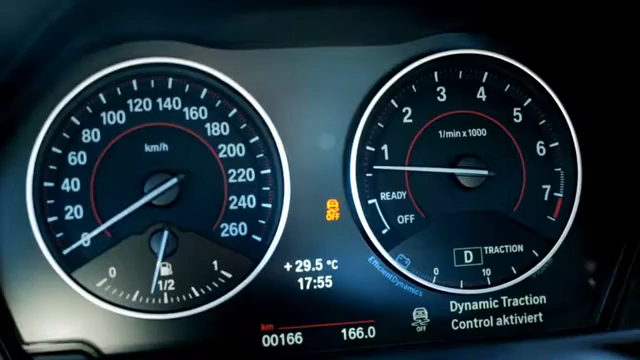 0
20
40
60
80
100
120
140
160
180
200
220
240
260
km/h
0
1/2
1
OFF
+ 29.5 °C
17:55
km
00166
166.0
1
2
3
4
5
6
7
1/min x 1000
READY
OFF
D TRACTION
0
10
EfficientDynamics
OFF
Dynamic Traction
Control aktiviert